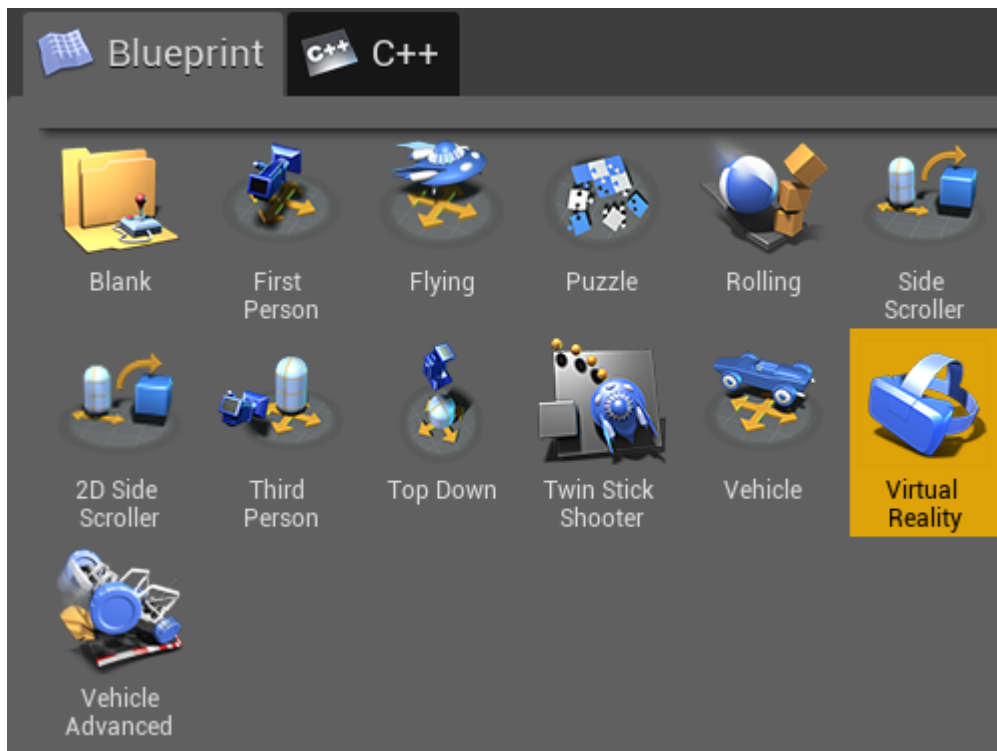 Blueprint
C++
C++
Blank
First
Person
Flying
Puzzle
Rolling
Side
Scroller
2D Side
Scroller
Third
Person
Top Down
Twin Stick
Shooter
Vehicle
Virtual
Reality
Vehicle
Advanced